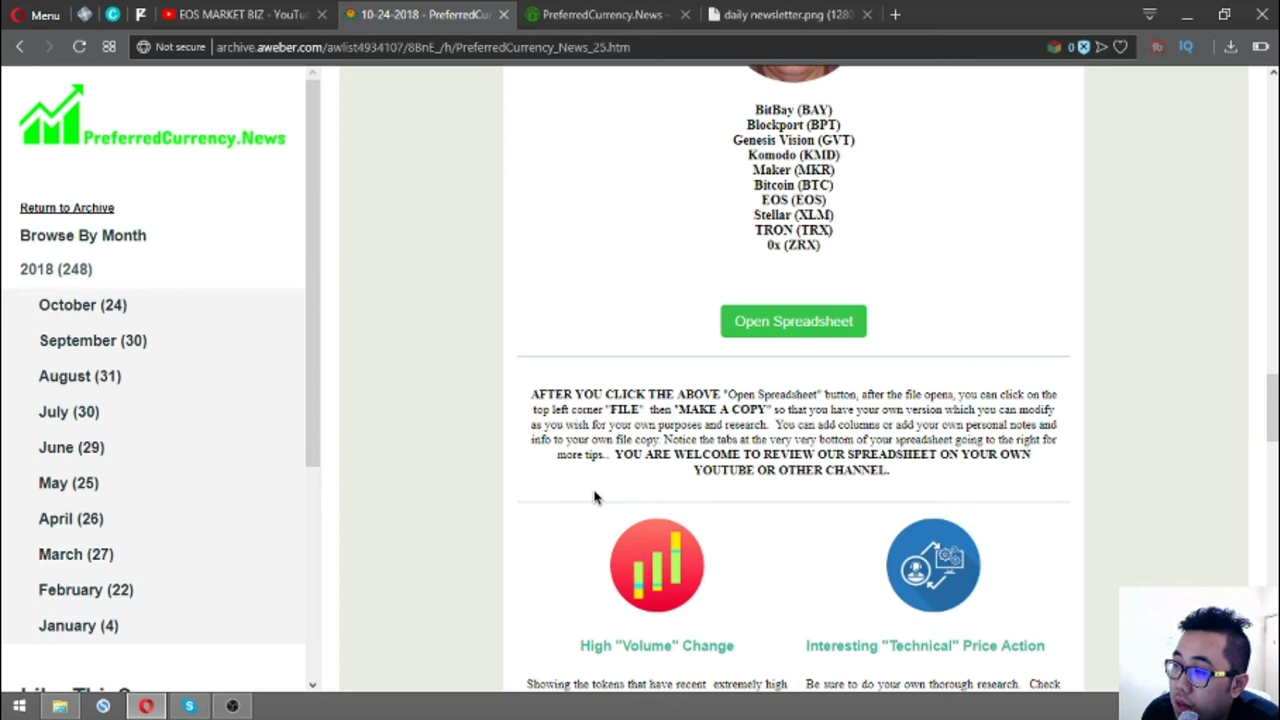 Menu
EOS MARKET BIZ - YouTu
10-24-2018 - PreferredCu
PreferredCurrency.News -
daily newsletter.png (1280
Not secure
archive.aweber.com/awlist4934107/8BnE_/h/PreferredCurrency_News_25.htm
0
IQ
PreferredCurrency.News
Return to Archive
Browse By Month
2018 (248)
October (24)
September (30)
August (31)
July (30)
June (29)
May (25)
April (26)
March (27)
February (22)
January (4)
BitBay (BAY)
Blockport (BPT)
Genesis Vision (GVT)
Komodo (KMD)
Maker (MKR)
Bitcoin (BTC)
EOS (EOS)
Stellar (XLM)
TRON (TRX)
0x (ZRX)
Open Spreadsheet
AFTER YOU CLICK THE ABOVE "Open Spreadsheet" button, after the file opens, you can click on the
top left corner "FILE" then "MAKE A COPY" so that you have your own version which you can modify
as you wish for your own purposes and research. You can add columns or add your own personal notes and
info to your own file copy. Notice the tabs at the very very bottom of your spreadsheet going to the right for
more tips.. YOU ARE WELCOME TO REVIEW OUR SPREADSHEET ON YOUR OWN
YOUTUBE OR OTHER CHANNEL.
High "Volume" Change
Interesting "Technical" Price Action
Showing the tokens that have recent extremely high
Be sure to do your own thorough research. Check